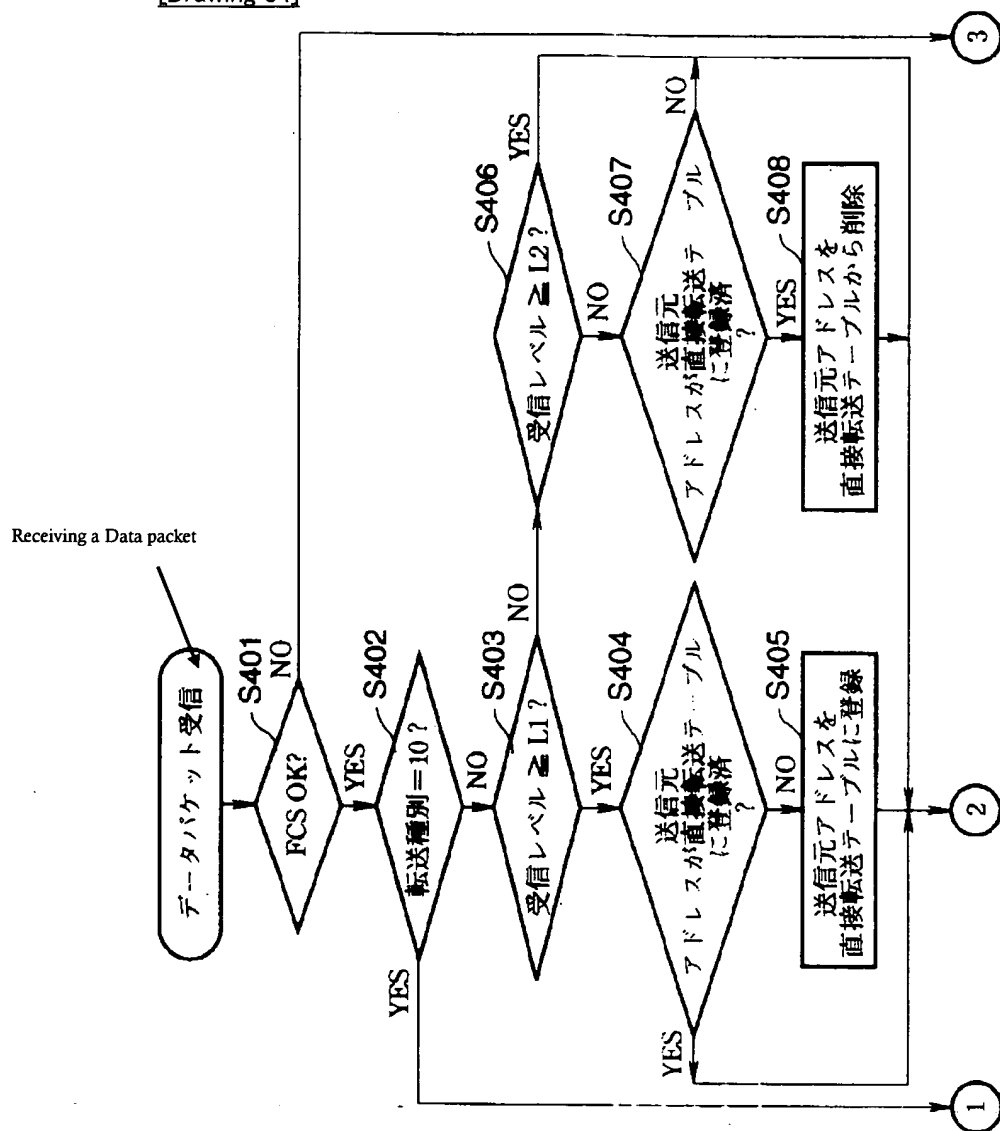 [Drawing 34]
Receiving a Data packet
データパケット受信
S401
FCS OK?
NO
YES
S402
転送種別=10?
YES
NO
S403
受信レベル ≧ L1?
NO
YES
S404
送信元
アドレスが直接転送テーブル
に登録済
?
YES
NO
S405
送信元アドレスを
直接転送テーブルに登録
S406
受信レベル ≧ L2?
YES
NO
S407
送信元
アドレスが直接転送テーブル
に登録済
?
NO
YES
S408
送信元アドレスを
直接転送テーブルから削除
1
2
3